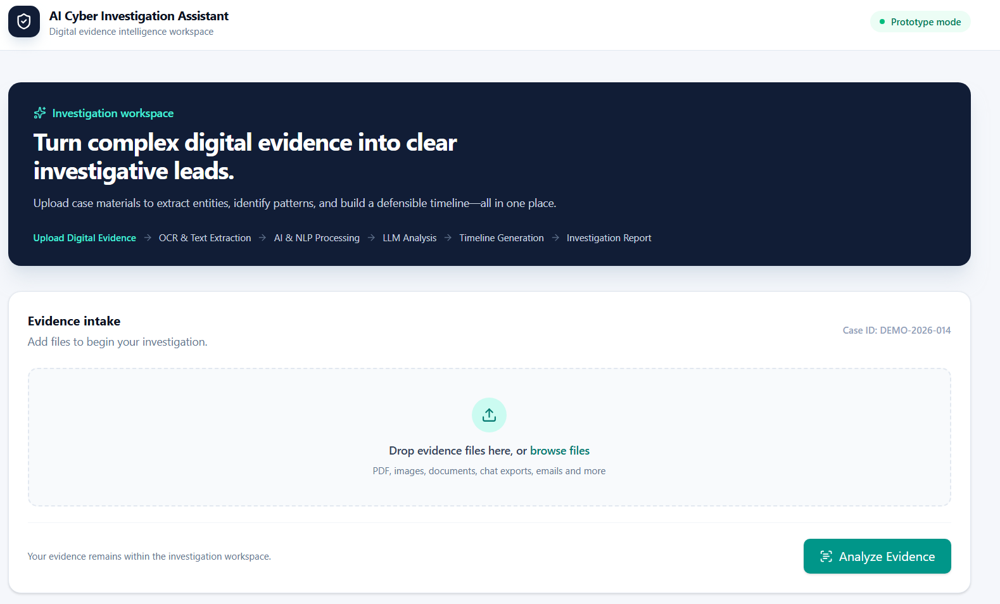 AI Cyber Investigation Assistant
Digital evidence intelligence workspace
Prototype mode
Investigation workspace
Turn complex digital evidence into clear
investigative leads.
Upload case materials to extract entities, identify patterns, and build a defensible timeline—all in one place.
Upload Digital Evidence → OCR & Text Extraction → AI & NLP Processing → LLM Analysis → Timeline Generation → Investigation Report
Evidence intake
Add files to begin your investigation.
Case ID: DEMO-2026-014
Drop evidence files here, or browse files
PDF, images, documents, chat exports, emails and more
Your evidence remains within the investigation workspace.
Analyze Evidence